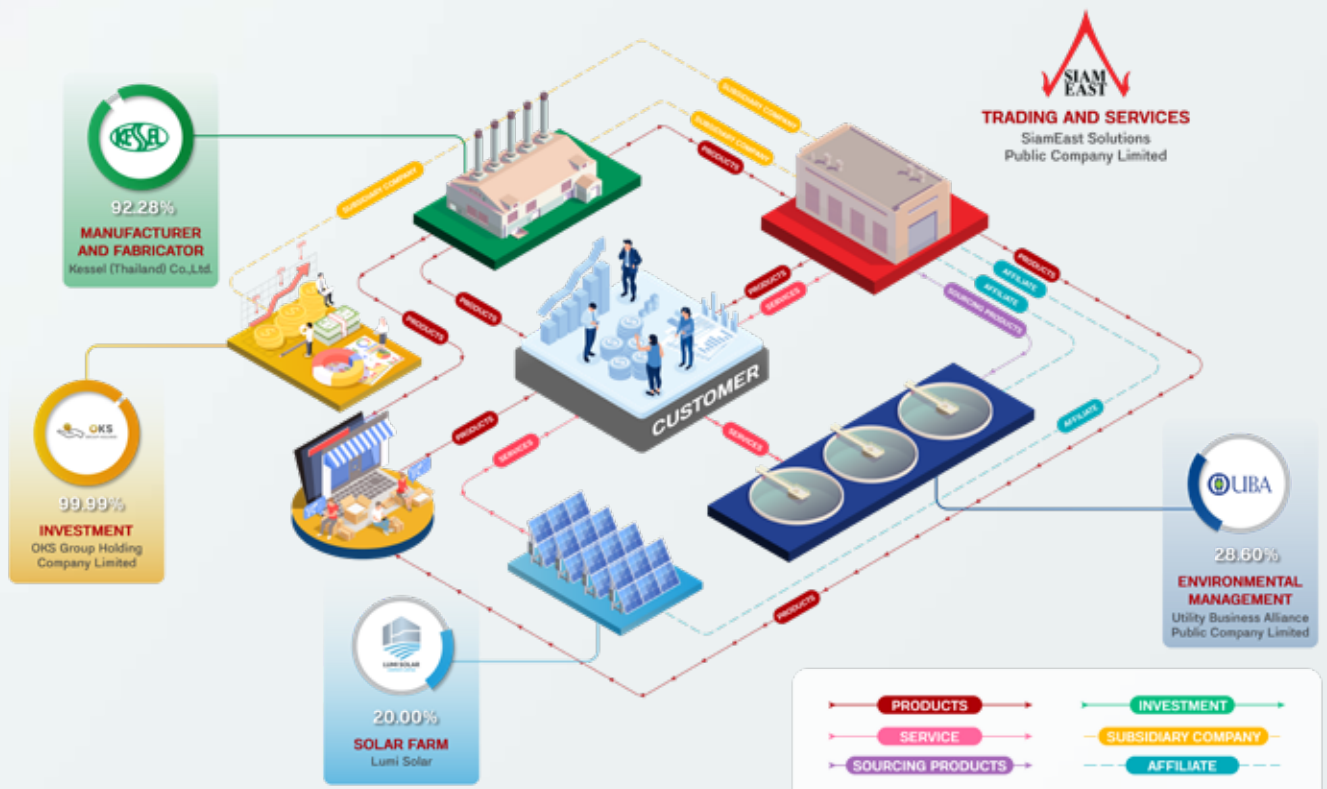 SIAM
EAST
TRADING AND SERVICES
SiamEast Solutions
Public Company Limited
KESSEL
92.28%
MANUFACTURER
AND FABRICATOR
Kessel (Thailand) Co.,Ltd.
SUBSIDIARY COMPANY
SUBSIDIARY COMPANY
PRODUCTS
SUBSIDIARY COMPANY
PRODUCTS
PRODUCTS
PRODUCTS
SERVICES
PRODUCTS
AFFILIATE
AFFILIATE
SOURCING PRODUCTS
CUSTOMER
PRODUCTS
SERVICES
SERVICES
AFFILIATE
PRODUCTS
OKS
99.99%
INVESTMENT
OKS Group Holding
Company Limited
LUMI SOLAR
20.00%
SOLAR FARM
Lumi Solar
UBA
28.60%
ENVIRONMENTAL
MANAGEMENT
Utility Business Alliance
Public Company Limited
PRODUCTS
INVESTMENT
SERVICE
SUBSIDIARY COMPANY
SOURCING PRODUCTS
AFFILIATE